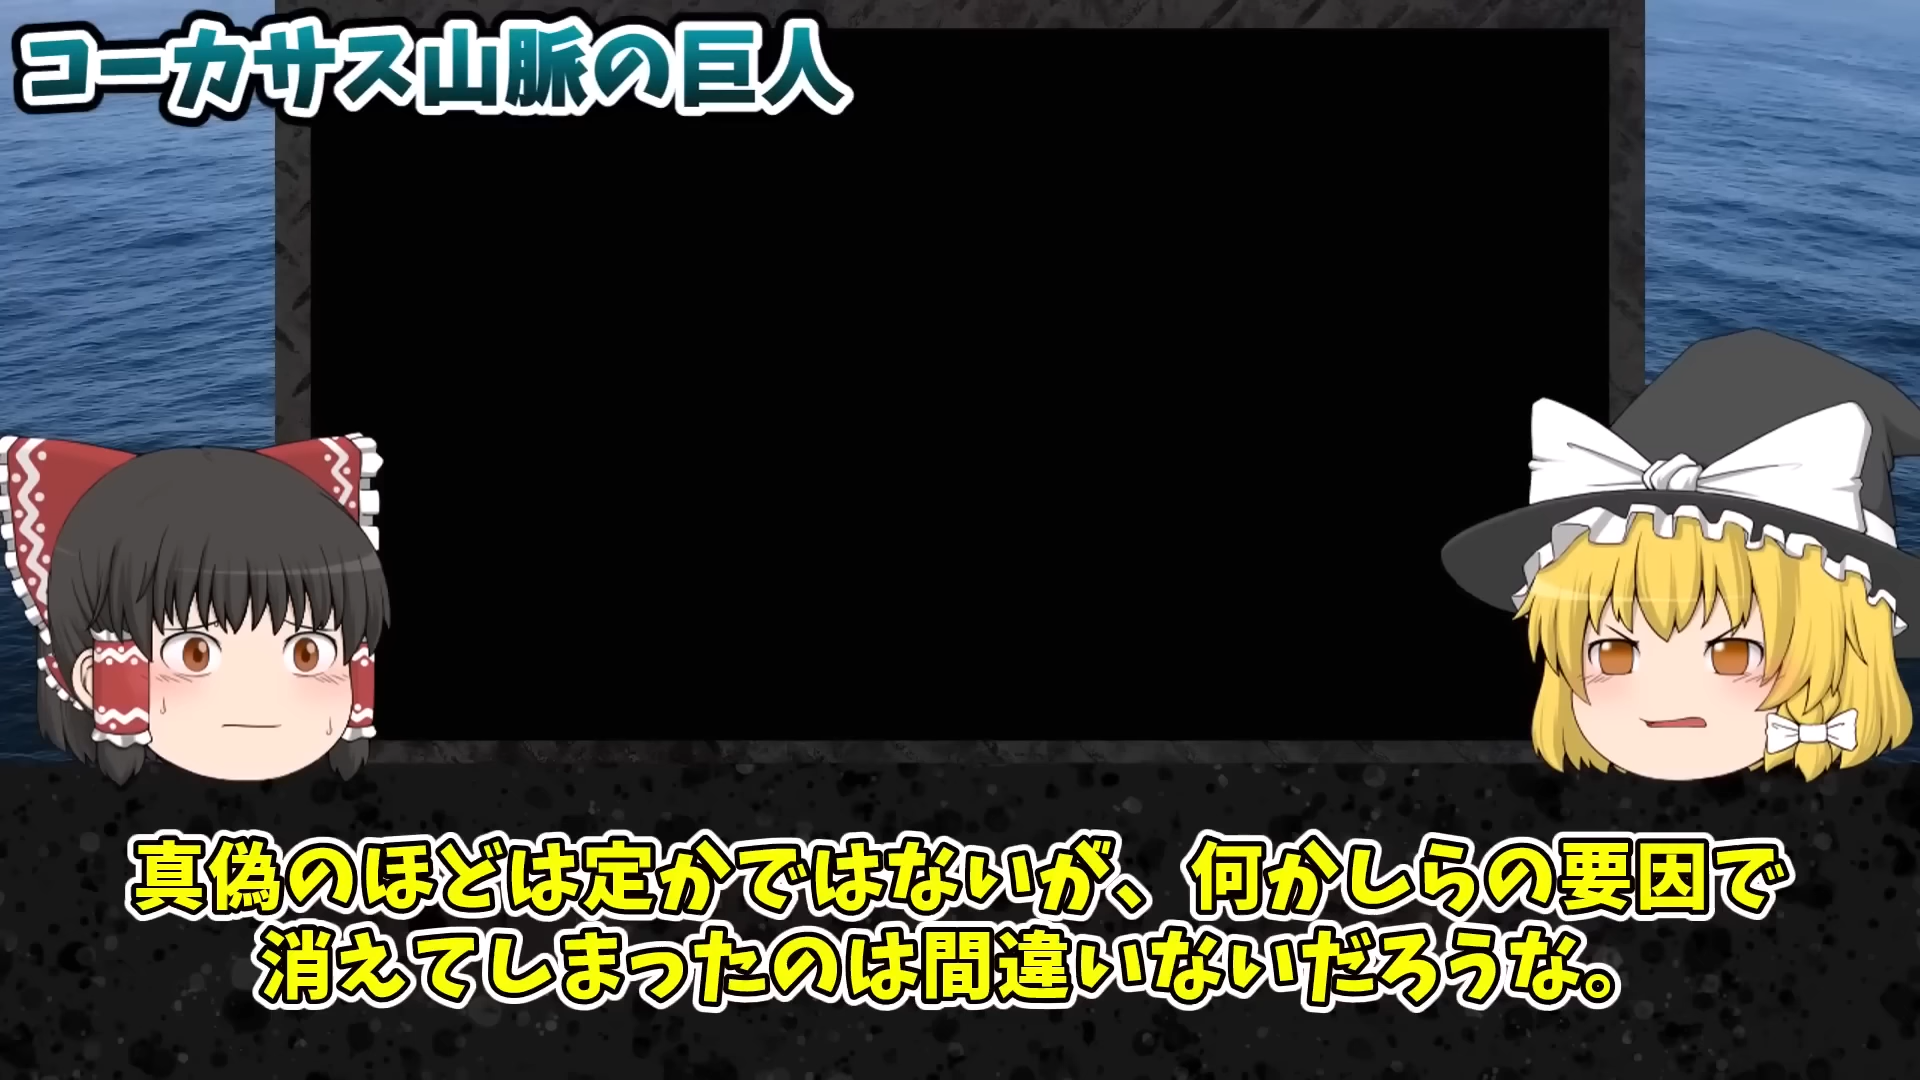 コーカサス山脈の巨人
真偽のほどは定かではないが、何かしらの要因で
消えてしまったのは間違いないだろうな。